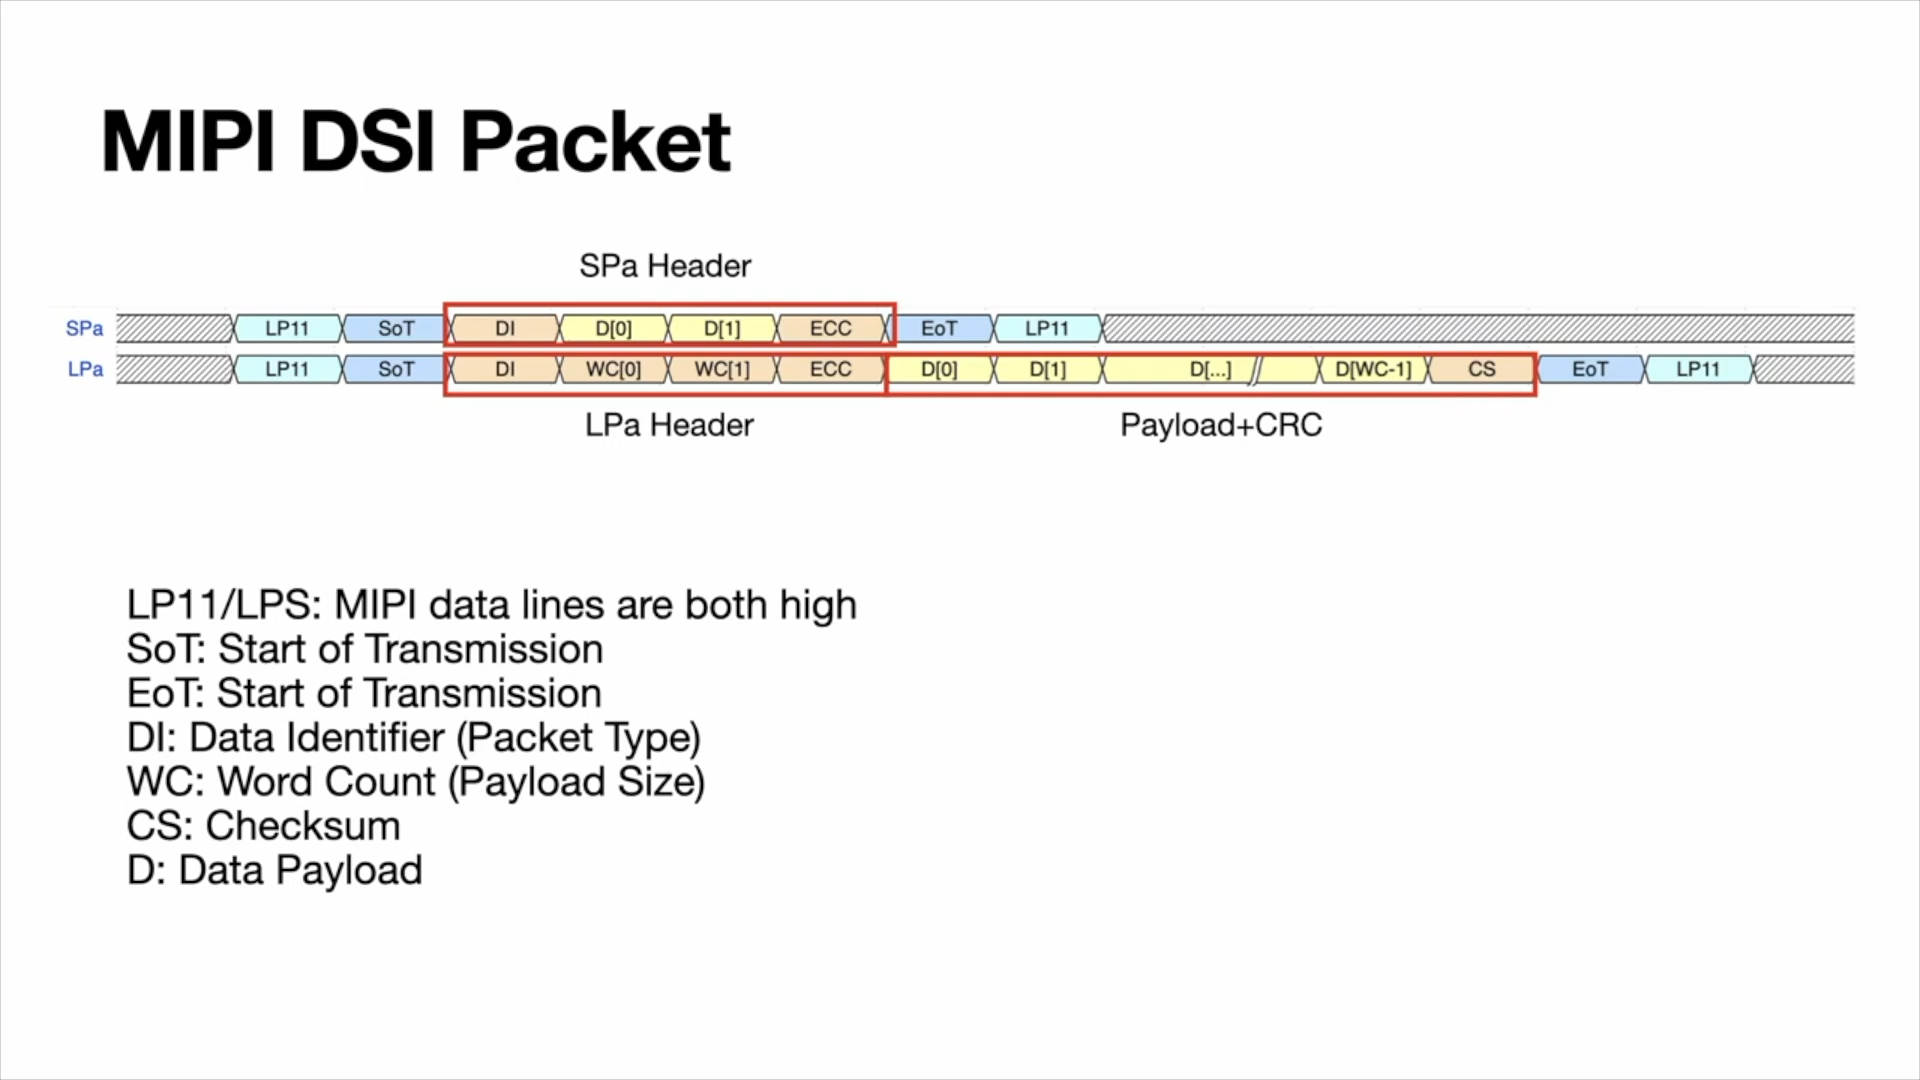 MIPI DSI Packet
SPa Header
SPa LP11 SoT DI D[0] D[1] ECC EoT LP11
LPa LP11 SoT DI WC[0] WC[1] ECC D[0] D[1] D[...] D[WC-1] CS EoT LP11
LPa Header Payload+CRC
LP11/LPS: MIPI data lines are both high
SoT: Start of Transmission
EoT: Start of Transmission
DI: Data Identifier (Packet Type)
WC: Word Count (Payload Size)
CS: Checksum
D: Data Payload